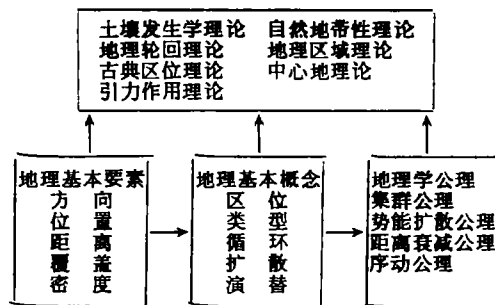 土壤发生学理论 自然地带性理论
地理轮回理论 地理区域理论
古典区位理论 中心地理论
引力作用理论
地理基本要素
方 向
位 置
距 离
覆 盖
密 度
地理基本概念
区 位
类 型
循 环
扩 散
演 替
地理学公理
集群公理
势能扩散公理
距离衰减公理
序动公理